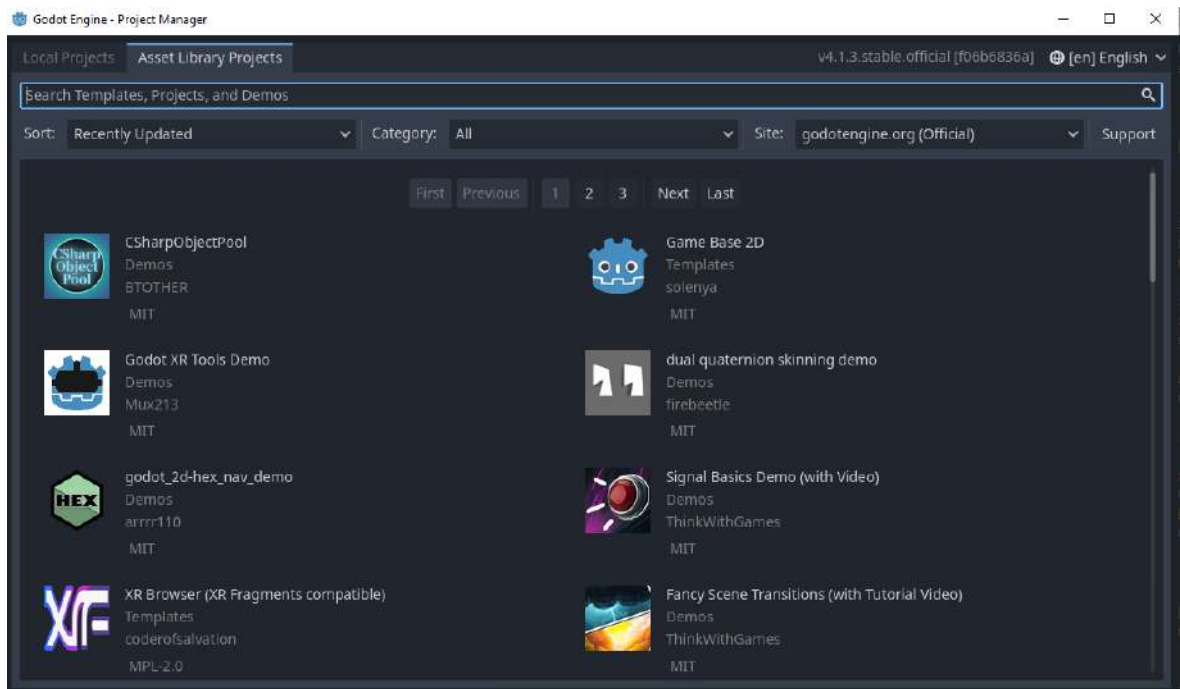 Godot Engine - Project Manager
Local Projects Asset Library Projects v4.1.3.stable.official [f06b6836a] [en] English
Search Templates, Projects, and Demos
Sort: Recently Updated Category: All Site: godotengine.org (Official) Support
First Previous 1 2 3 Next Last
CSharp Object Pool
CSharpObjectPool
Demos
BTOTHER
MIT
Game Base 2D
Templates
solenya
MIT
Godot XR Tools Demo
Demos
Mux213
MIT
dual quaternion skinning demo
Demos
firebeetle
MIT
HEX
godot_2d-hex_nav_demo
Demos
arrrr110
MIT
Signal Basics Demo (with Video)
Demos
ThinkWithGames
MIT
XF
XR Browser (XR Fragments compatible)
Templates
coderofsalvation
MPL-2.0
Fancy Scene Transitions (with Tutorial Video)
Demos
ThinkWithGames
MIT